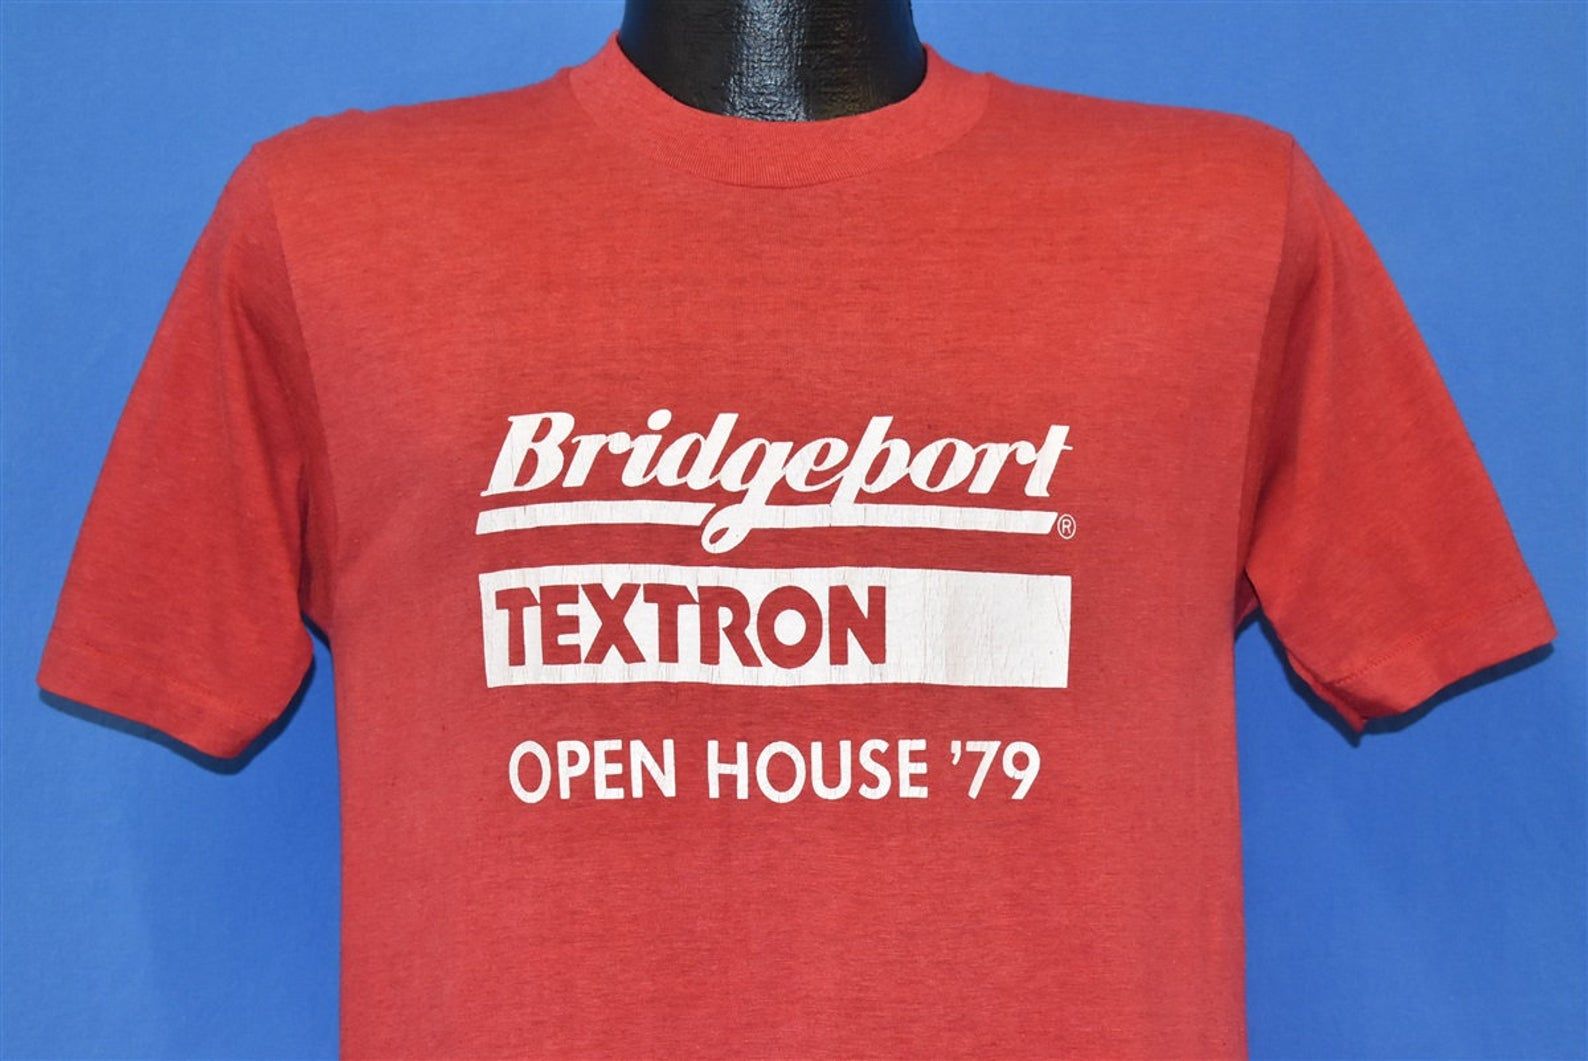 Bridgeport®
TEXTRON
OPEN HOUSE '79